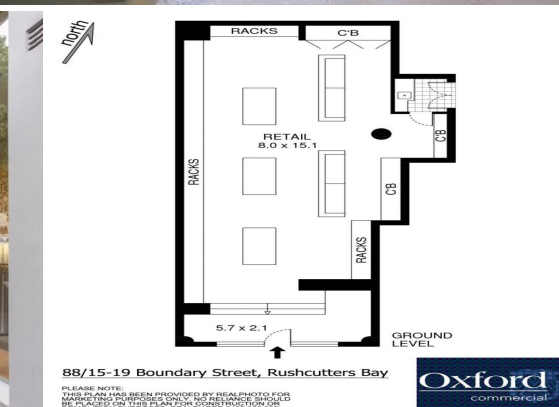 north
RACKS
C'B
RETAIL
8.0 x 15.1
RACKS
C'B
C'B
RACKS
5.7 x 2.1
GROUND
LEVEL
88/15-19 Boundary Street, Rushcutters Bay
PLEASE NOTE:
THIS PLAN HAS BEEN PROVIDED BY REALPHOTO FOR
MARKETING PURPOSES ONLY. NO RELIANCE SHOULD
BE PLACED ON THIS PLAN FOR CONSTRUCTION OR
Oxford
commercial